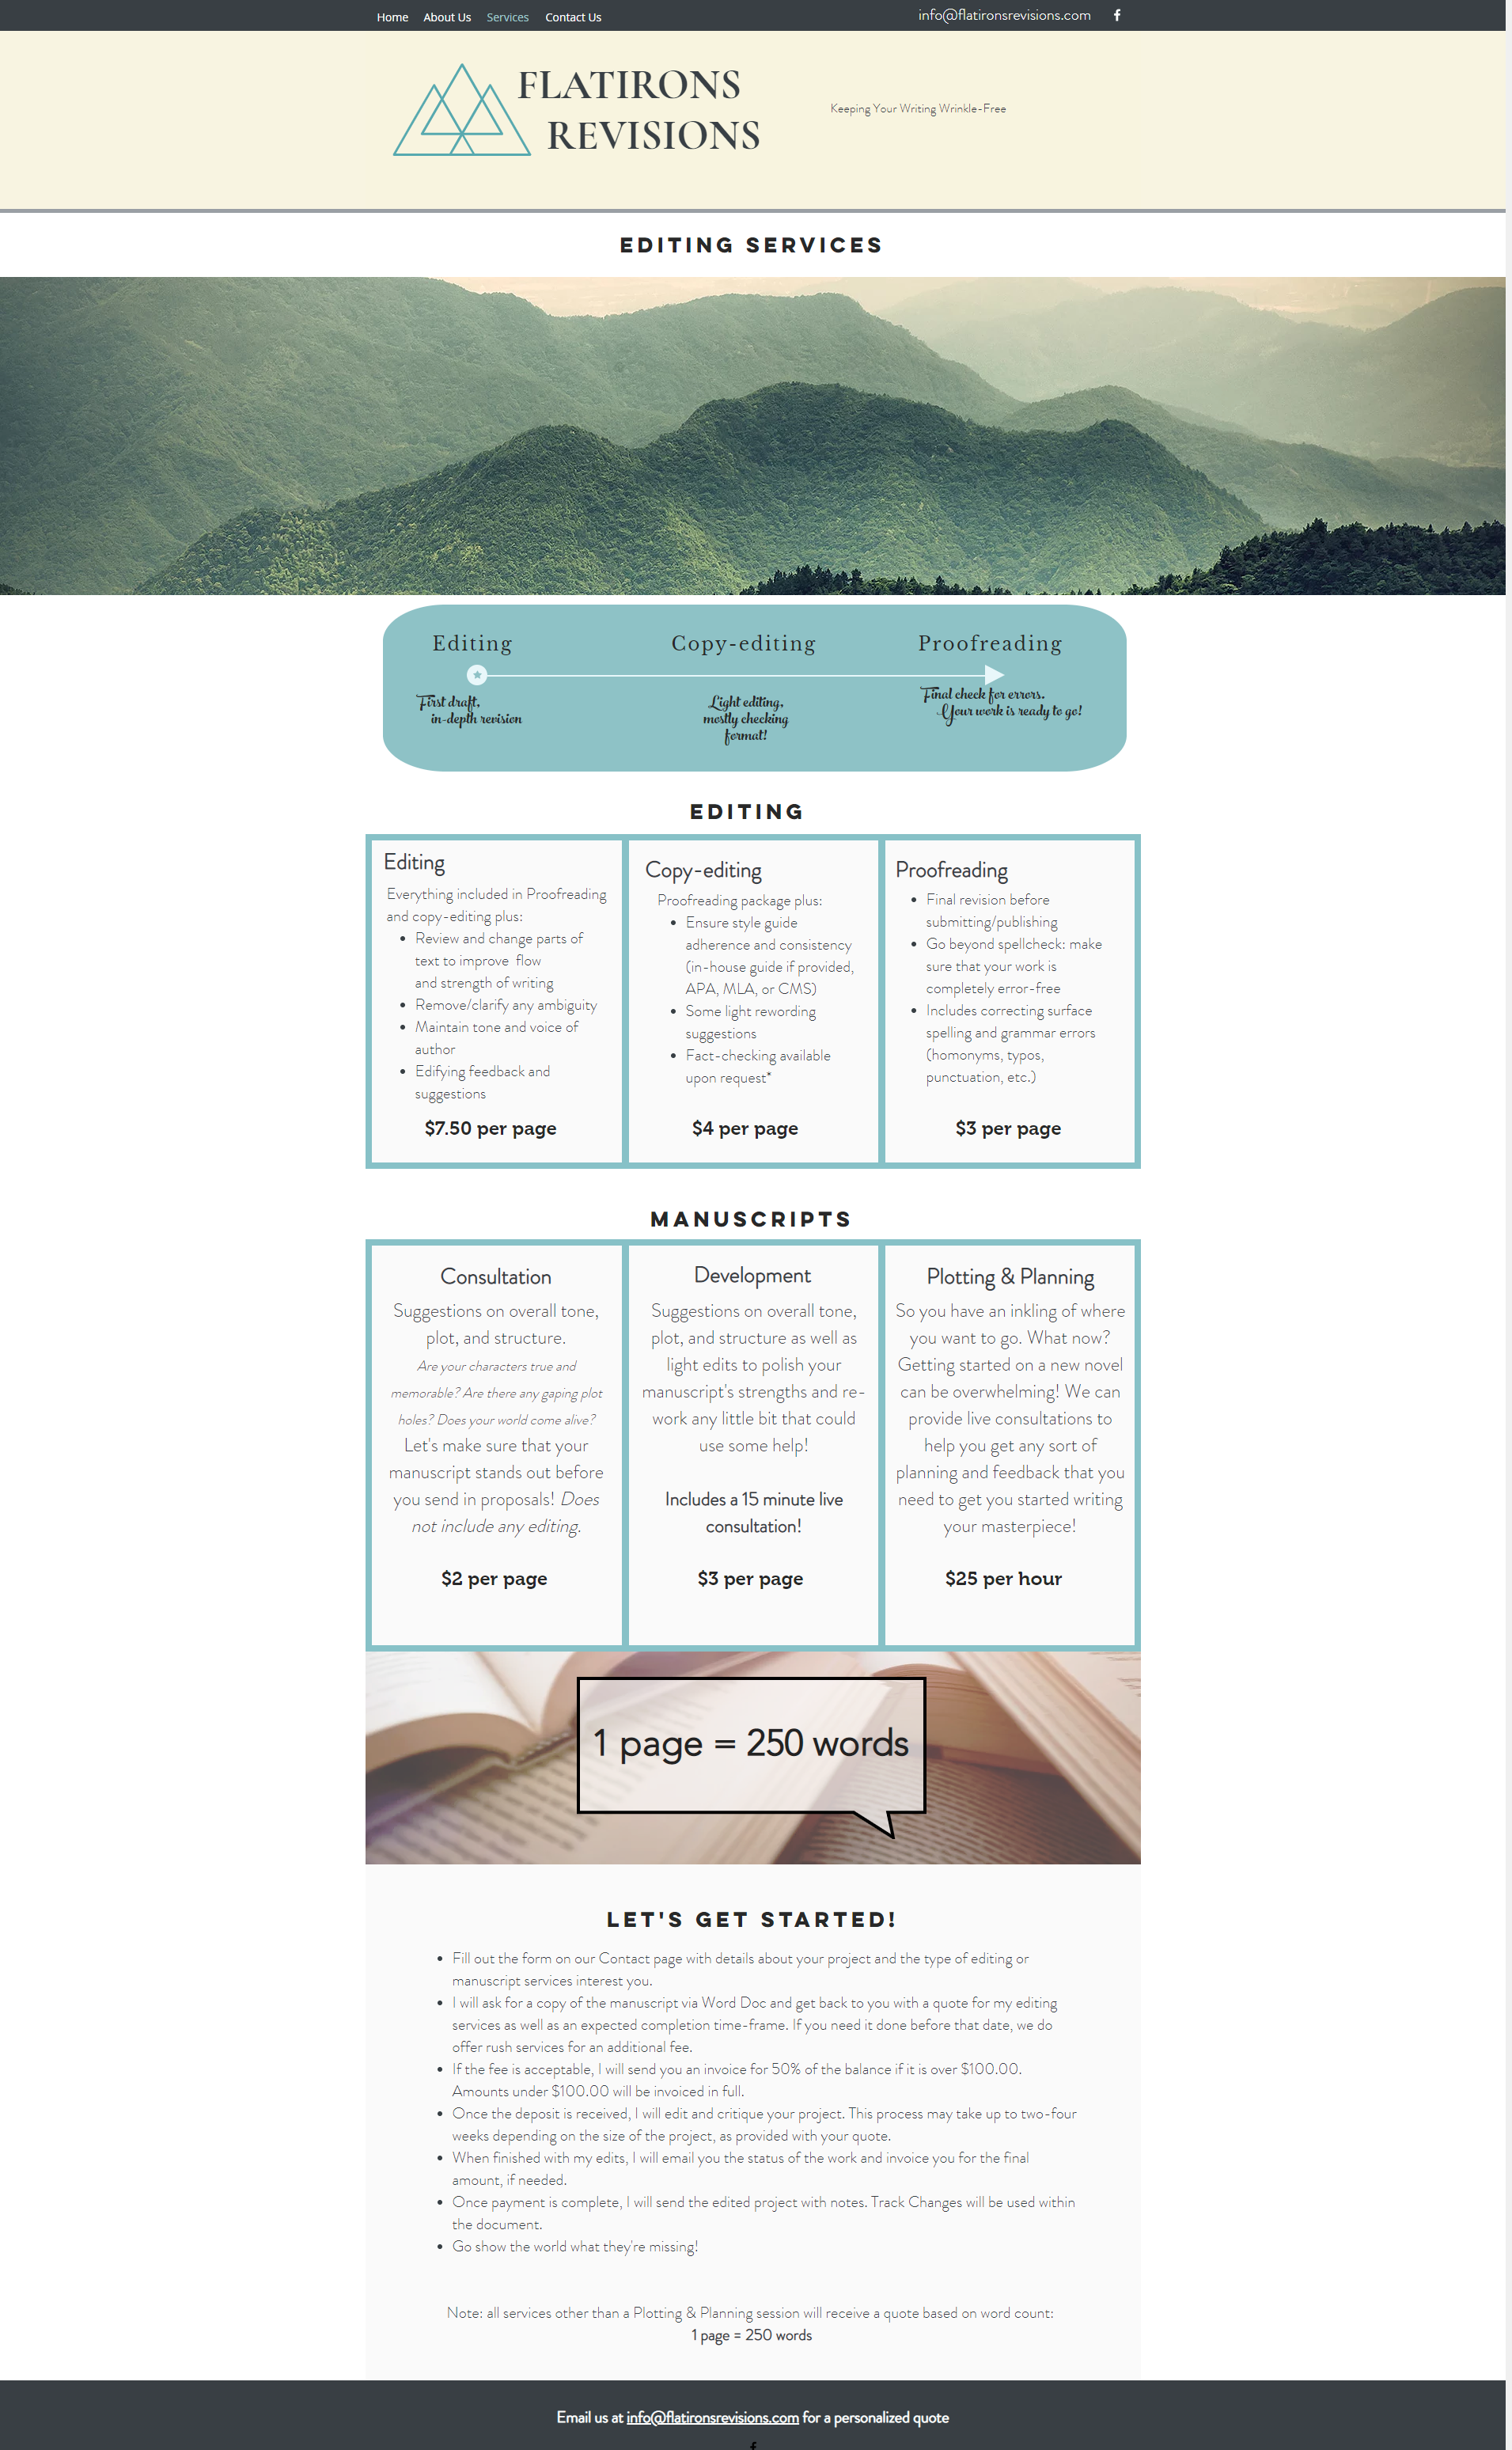 Home About Us Services Contact Us info@flatironsrevisions.com
FLATIRONS
REVISIONS
Keeping Your Writing Wrinkle-Free
EDITING SERVICES
Editing
First draft,
in-depth revision
Copy-editing
Light editing,
mostly checking
format!
Proofreading
Final check for errors.
Your work is ready to go!
EDITING
Editing
Everything included in Proofreading
and copy-editing plus:
• Review and change parts of
text to improve flow
and strength of writing
• Remove/clarify any ambiguity
• Maintain tone and voice of
author
• Edifying feedback and
suggestions
$7.50 per page
Copy-editing
Proofreading package plus:
• Ensure style guide
adherence and consistency
(in-house guide if provided,
APA, MLA, or CMS)
• Some light rewording
suggestions
• Fact-checking available
upon request*
$4 per page
Proofreading
• Final revision before
submitting/publishing
• Go beyond spellcheck: make
sure that your work is
completely error-free
• Includes correcting surface
spelling and grammar errors
(homonyms, typos,
punctuation, etc.)
$3 per page
MANUSCRIPTS
Consultation
Suggestions on overall tone,
plot, and structure.
Are your characters true and
memorable? Are there any gaping plot
holes? Does your world come alive?
Let's make sure that your
manuscript stands out before
you send in proposals! Does
not include any editing.
$2 per page
Development
Suggestions on overall tone,
plot, and structure as well as
light edits to polish your
manuscript's strengths and re-
work any little bit that could
use some help!
Includes a 15 minute live
consultation!
$3 per page
Plotting & Planning
So you have an inkling of where
you want to go. What now?
Getting started on a new novel
can be overwhelming! We can
provide live consultations to
help you get any sort of
planning and feedback that you
need to get you started writing
your masterpiece!
$25 per hour
1 page = 250 words
LET'S GET STARTED!
• Fill out the form on our Contact page with details about your project and the type of editing or
manuscript services interest you.
• I will ask for a copy of the manuscript via Word Doc and get back to you with a quote for my editing
services as well as an expected completion time-frame. If you need it done before that date, we do
offer rush services for an additional fee.
• If the fee is acceptable, I will send you an invoice for 50% of the balance if it is over $100.00.
Amounts under $100.00 will be invoiced in full.
• Once the deposit is received, I will edit and critique your project. This process may take up to two-four
weeks depending on the size of the project, as provided with your quote.
• When finished with my edits, I will email you the status of the work and invoice you for the final
amount, if needed.
• Once payment is complete, I will send the edited project with notes. Track Changes will be used within
the document.
• Go show the world what they're missing!
Note: all services other than a Plotting & Planning session will receive a quote based on word count:
1 page = 250 words
Email us at info@flatironsrevisions.com for a personalized quote